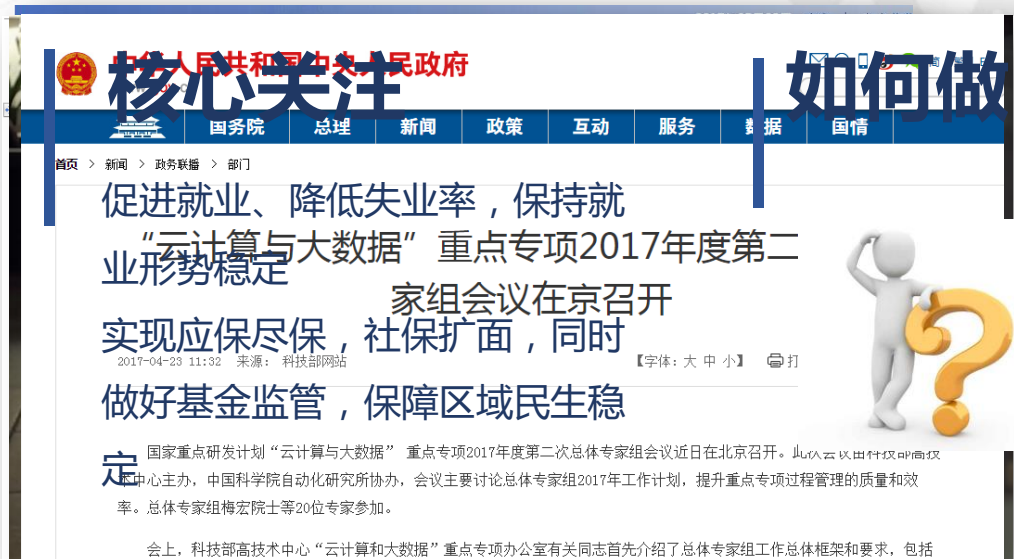 中华人民共和国中央人民政府
核心关注
如何做
国务院 总理 新闻 政策 互动 服务 数据 国情
首页 > 新闻 > 政务联播 > 部门
促进就业、降低失业率，保持就
“云计算与大数据”重点专项2017年度第二
业形势稳定
家组会议在京召开
实现应保尽保，社保扩面，同时
2017-04-23 11:32 来源： 科技部网站 【字体：大 中 小】 打
做好基金监管，保障区域民生稳
国家重点研发计划“云计算与大数据” 重点专项2017年度第二次总体专家组会议近日在北京召开。此次会议由科技部高技
定
术中心主办，中国科学院自动化研究所协办，会议主要讨论总体专家组2017年工作计划，提升重点专项过程管理的质量和效
率。总体专家组梅宏院士等20位专家参加。
会上，科技部高技术中心“云计算和大数据”重点专项办公室有关同志首先介绍了总体专家组工作总体框架和要求，包括